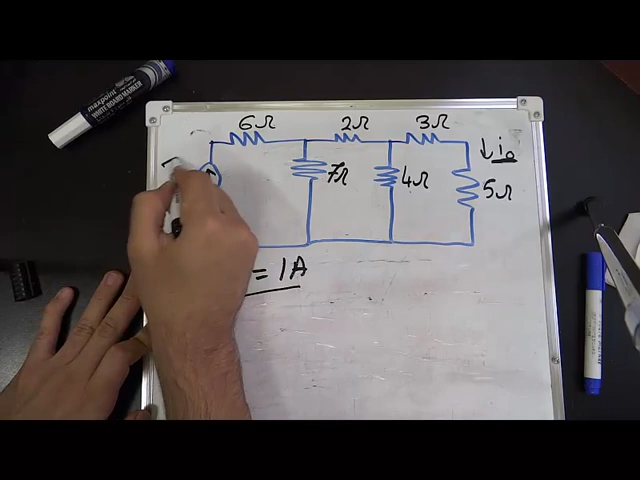 maxpoint
WHITE BOARD MARKER
6Ω 2Ω 3Ω
i₀
7Ω 4Ω 5Ω
= 1A